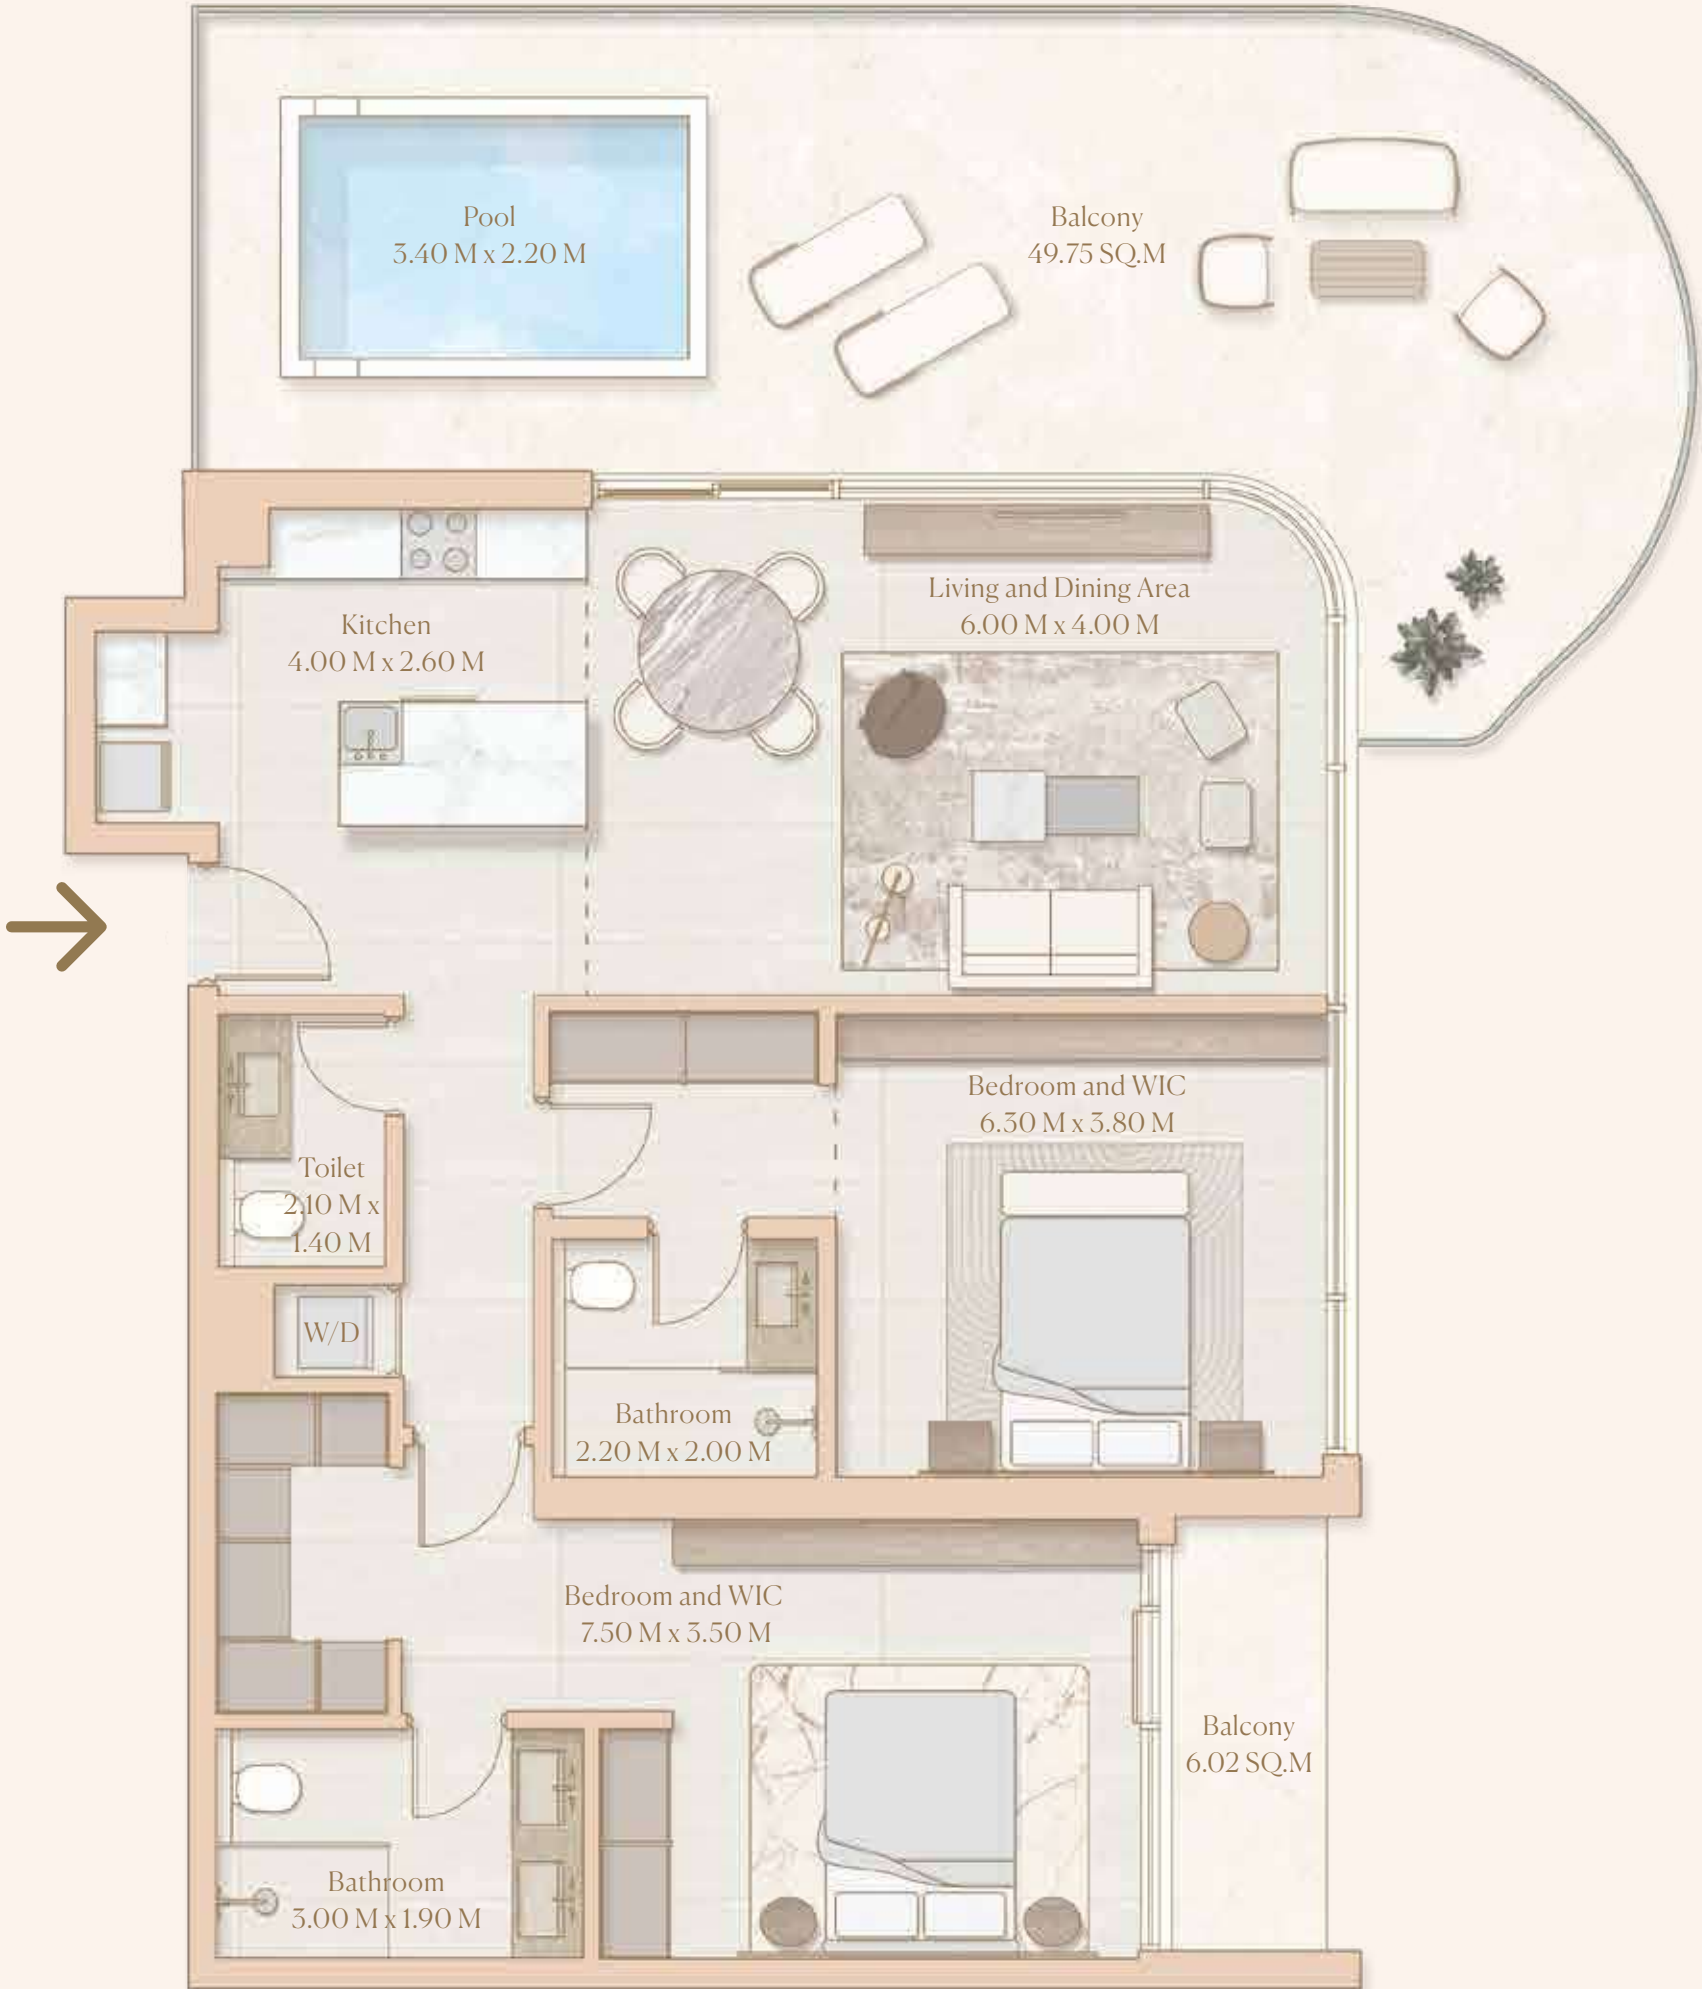 Pool
3.40 M x 2.20 M
Balcony
49.75 SQ.M
Living and Dining Area
6.00 M x 4.00 M
Kitchen
4.00 M x 2.60 M
Bedroom and WIC
6.30 M x 3.80 M
Toilet
2.10 M x
1.40 M
W/D
Bathroom
2.20 M x 2.00 M
Bedroom and WIC
7.50 M x 3.50 M
Balcony
6.02 SQ.M
Bathroom
3.00 M x 1.90 M